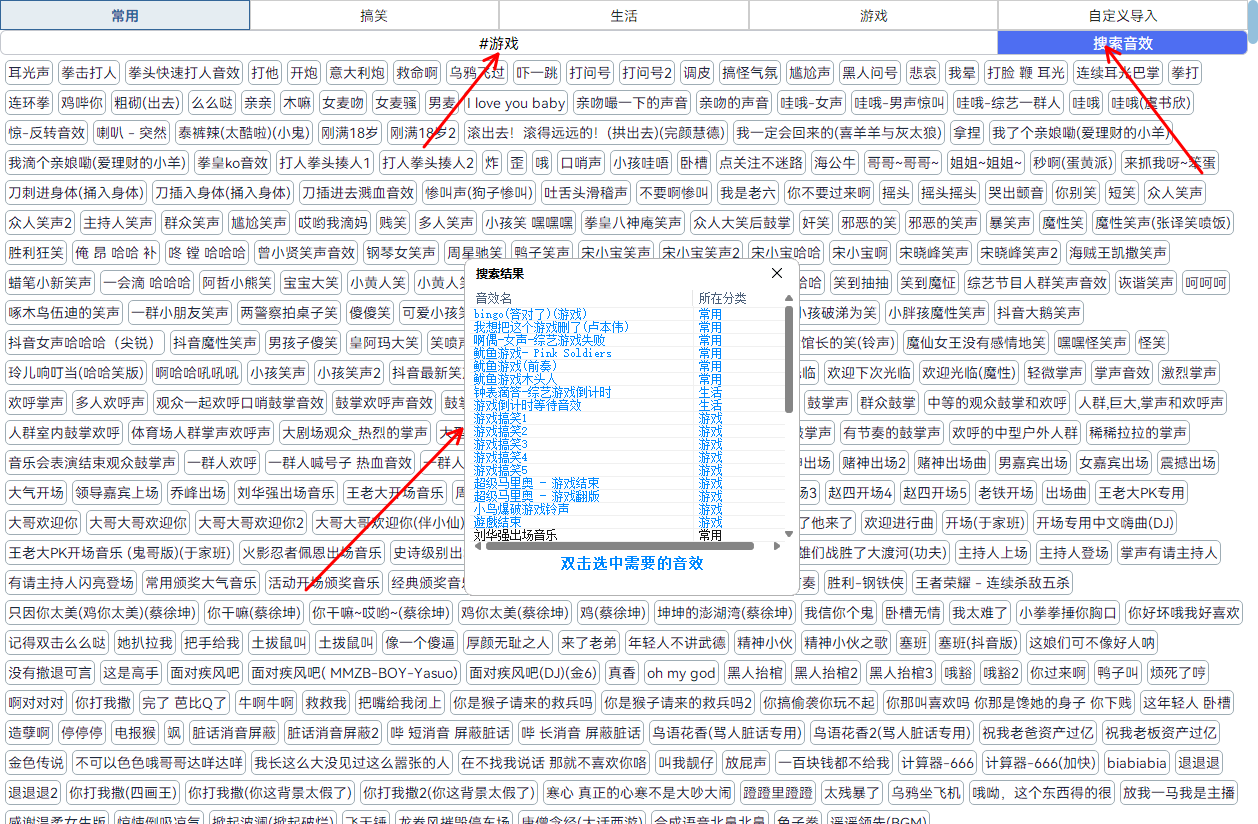 常用 搞笑 生活 游戏 自定义导入
#游戏 搜索音效
耳光声 拳击打人 拳头快速打人音效 打他 开炮 意大利炮 救命啊 乌鸦飞过 吓一跳 打问号 打问号2 调皮 搞怪气氛 尴尬声 黑人问号 悲哀 我晕 打脸 鞭 耳光 连续耳光巴掌 拳打
连环拳 鸡哔你 粗砌(出去) 么么哒 亲亲 木嘛 女麦吻 女麦骚 男麦 I love you baby 亲吻嘬一下的声音 亲吻的声音 哇哦-女声 哇哦-男声惊叫 哇哦-综艺一群人 哇哦 哇哦(虞书欣)
惊-反转音效 喇叭 - 突然 泰裤辣(太酷啦)(小鬼) 刚满18岁 刚满18岁2 滚出去！滚得远远的！(拱出去)(完颜慧德) 我一定会回来的(喜羊羊与灰太狼) 拿捏 我了个亲娘嘞(爱理财的小羊)
我滴个亲娘嘞(爱理财的小羊) 拳皇ko音效 打人拳头揍人1 打人拳头揍人2 炸 歪 哦 口哨声 小孩哇唔 卧槽 点关注不迷路 海公牛 哥哥~哥哥~ 姐姐~姐姐~ 秒啊(蛋黄派) 来抓我呀~笨蛋
刀刺进身体(捅入身体) 刀插入身体(捅入身体) 刀插进去溅血音效 惨叫声(狗子惨叫) 吐舌头滑稽声 不要啊惨叫 我是老六 你不要过来啊 摇头 摇头摇头 哭出颤音 你别笑 短笑 众人笑声
众人笑声2 主持人笑声 群众笑声 尴尬笑声 哎哟我滴妈 贱笑 多人笑声 小孩笑 嘿嘿嘿 拳皇八神庵笑声 众人大笑后鼓掌 奸笑 邪恶的笑 邪恶的笑声 暴笑声 魔性笑 魔性笑声(张译笑喷饭)
胜利狂笑 俺 昂 哈哈 补 咚 镗 哈哈哈 曾小贤笑声音效 钢琴女笑声 周星驰笑 鸭子笑声 宋小宝笑声 宋小宝笑声2 宋小宝哈哈 宋小宝啊 宋晓峰笑声 宋晓峰笑声2 海贼王凯撒笑声
蜡笔小新笑声 一会滴 哈哈哈 阿哲小熊笑 宝宝大笑 小黄人笑 小黄人 搜索结果 哈哈 笑到抽抽 笑到魔怔 综艺节目人群笑声音效 诙谐笑声 呵呵呵
啄木鸟伍迪的笑声 一群小朋友笑声 两警察拍桌子笑 傻傻笑 可爱小孩 音效名 所在分类 小孩破涕为笑 小胖孩魔性笑声 抖音大鹅笑声
bingo(答对了)(游戏) 常用
我想把这个游戏删了(卢本伟) 常用
啊偶-女声-综艺游戏失败 常用
鱿鱼游戏- Pink Soldiers 常用
鱿鱼游戏(前奏) 常用
鱿鱼游戏木头人 常用
钟表滴答-综艺游戏倒计时 生活
游戏倒计时等待音效 生活
游戏搞笑1 游戏
游戏搞笑2 游戏
游戏搞笑3 游戏
游戏搞笑4 游戏
游戏搞笑5 游戏
超级马里奥 - 游戏结束 游戏
超级马里奥 - 游戏翻版 游戏
小鸟爆破游戏铃声 游戏
遊戲结束 游戏
刘华强出场音乐 常用
双击选中需要的音效
抖音女声哈哈哈（尖锐） 抖音魔性笑声 男孩子傻笑 皇阿玛大笑 笑喷 馆长的笑(铃声) 魔仙女王没有感情地笑 嘿嘿怪笑声 怪笑
玲儿响叮当(哈哈笑版) 啊哈哈吼吼吼 小孩笑声 小孩笑声2 抖音最新笑 临 欢迎下次光临 欢迎光临(魔性) 轻微掌声 掌声音效 激烈掌声
欢呼掌声 多人欢呼声 观众一起欢呼口哨鼓掌音效 鼓掌欢呼声音效 鼓掌 鼓掌声 群众鼓掌 中等的观众鼓掌和欢呼 人群,巨大,掌声和欢呼声
人群室内鼓掌欢呼 体育场人群掌声欢呼声 大剧场观众_热烈的掌声 掌声 有节奏的鼓掌声 欢呼的中型户外人群 稀稀拉拉的掌声
音乐会表演结束观众鼓掌声 一群人欢呼 一群人喊号子 热血音效 一群人 出场 赌神出场2 赌神出场曲 男嘉宾出场 女嘉宾出场 震撼出场
大气开场 领导嘉宾上场 乔峰出场 刘华强出场音乐 王老大开场音乐 场3 赵四开场4 赵四开场5 老铁开场 出场曲 王老大PK专用
大哥欢迎你 大哥大哥欢迎你 大哥大哥欢迎你2 大哥大哥欢迎你(伴小仙) 了他来了 欢迎进行曲 开场(于家班) 开场专用中文嗨曲(DJ)
王老大PK开场音乐 (鬼哥版)(于家班) 火影忍者佩恩出场音乐 史诗级别出 雄们战胜了大渡河(功夫) 主持人上场 主持人登场 掌声有请主持人
有请主持人闪亮登场 常用颁奖大气音乐 活动开场颁奖音乐 经典颁奖音 奏 胜利-钢铁侠 王者荣耀 - 连续杀敌五杀
只因你太美(鸡你太美)(蔡徐坤) 你干嘛(蔡徐坤) 你干嘛~哎哟~(蔡徐坤) 鸡你太美(蔡徐坤) 鸡(蔡徐坤) 坤坤的澎湖湾(蔡徐坤) 我信你个鬼 卧槽无情 我太难了 小拳拳捶你胸口 你好坏哦我好喜欢
记得双击么么哒 她扒拉我 把手给我 土拨鼠叫 土拨鼠叫 像一个傻逼 厚颜无耻之人 来了老弟 年轻人不讲武德 精神小伙 精神小伙之歌 塞班 塞班(抖音版) 这娘们可不像好人呐
没有撤退可言 这是高手 面对疾风吧 面对疾风吧( MMZB-BOY-Yasuo) 面对疾风吧(DJ)(金6) 真香 oh my god 黑人抬棺 黑人抬棺2 黑人抬棺3 哦豁 哦豁2 你过来啊 鸭子叫 烦死了哼
啊对对对 你打我撒 完了 芭比Q了 牛啊牛啊 救救我 把嘴给我闭上 你是猴子请来的救兵吗 你是猴子请来的救兵吗2 你搞偷袭你玩不起 你那叫喜欢吗 你那是馋她的身子 你下贱 这年轻人 卧槽
造孽啊 停停停 电报猴 飒 脏话消音屏蔽 脏话消音屏蔽2 哔 短消音 屏蔽脏话 哔 长消音 屏蔽脏话 鸟语花香(骂人脏话专用) 鸟语花香2(骂人脏话专用) 祝我老爸资产过亿 祝我老板资产过亿
金色传说 不可以色色哦哥哥达咩达咩 我长这么大没见过这么嚣张的人 在不找我说话 那就不喜欢你咯 叫我靓仔 放屁声 一百块钱都不给我 计算器-666 计算器-666(加快) biabiabia 退退退
退退退2 你打我撒(四画王) 你打我撒(你这背景太假了) 你打我撒2(你这背景太假了) 寒心 真正的心寒不是大吵大闹 蹬蹬里蹬蹬 太残暴了 乌鸦坐飞机 哦呦，这个东西得的很 放我一马我是主播
感谢温柔女生版 惊悚倒吸凉气 掀起波澜(掀起破烂) 飞天锤 龙卷风摧毁停车场 唐僧念经(大话西游) 合成语音北鼻北鼻 兔子拳 遥遥领先(BGM)